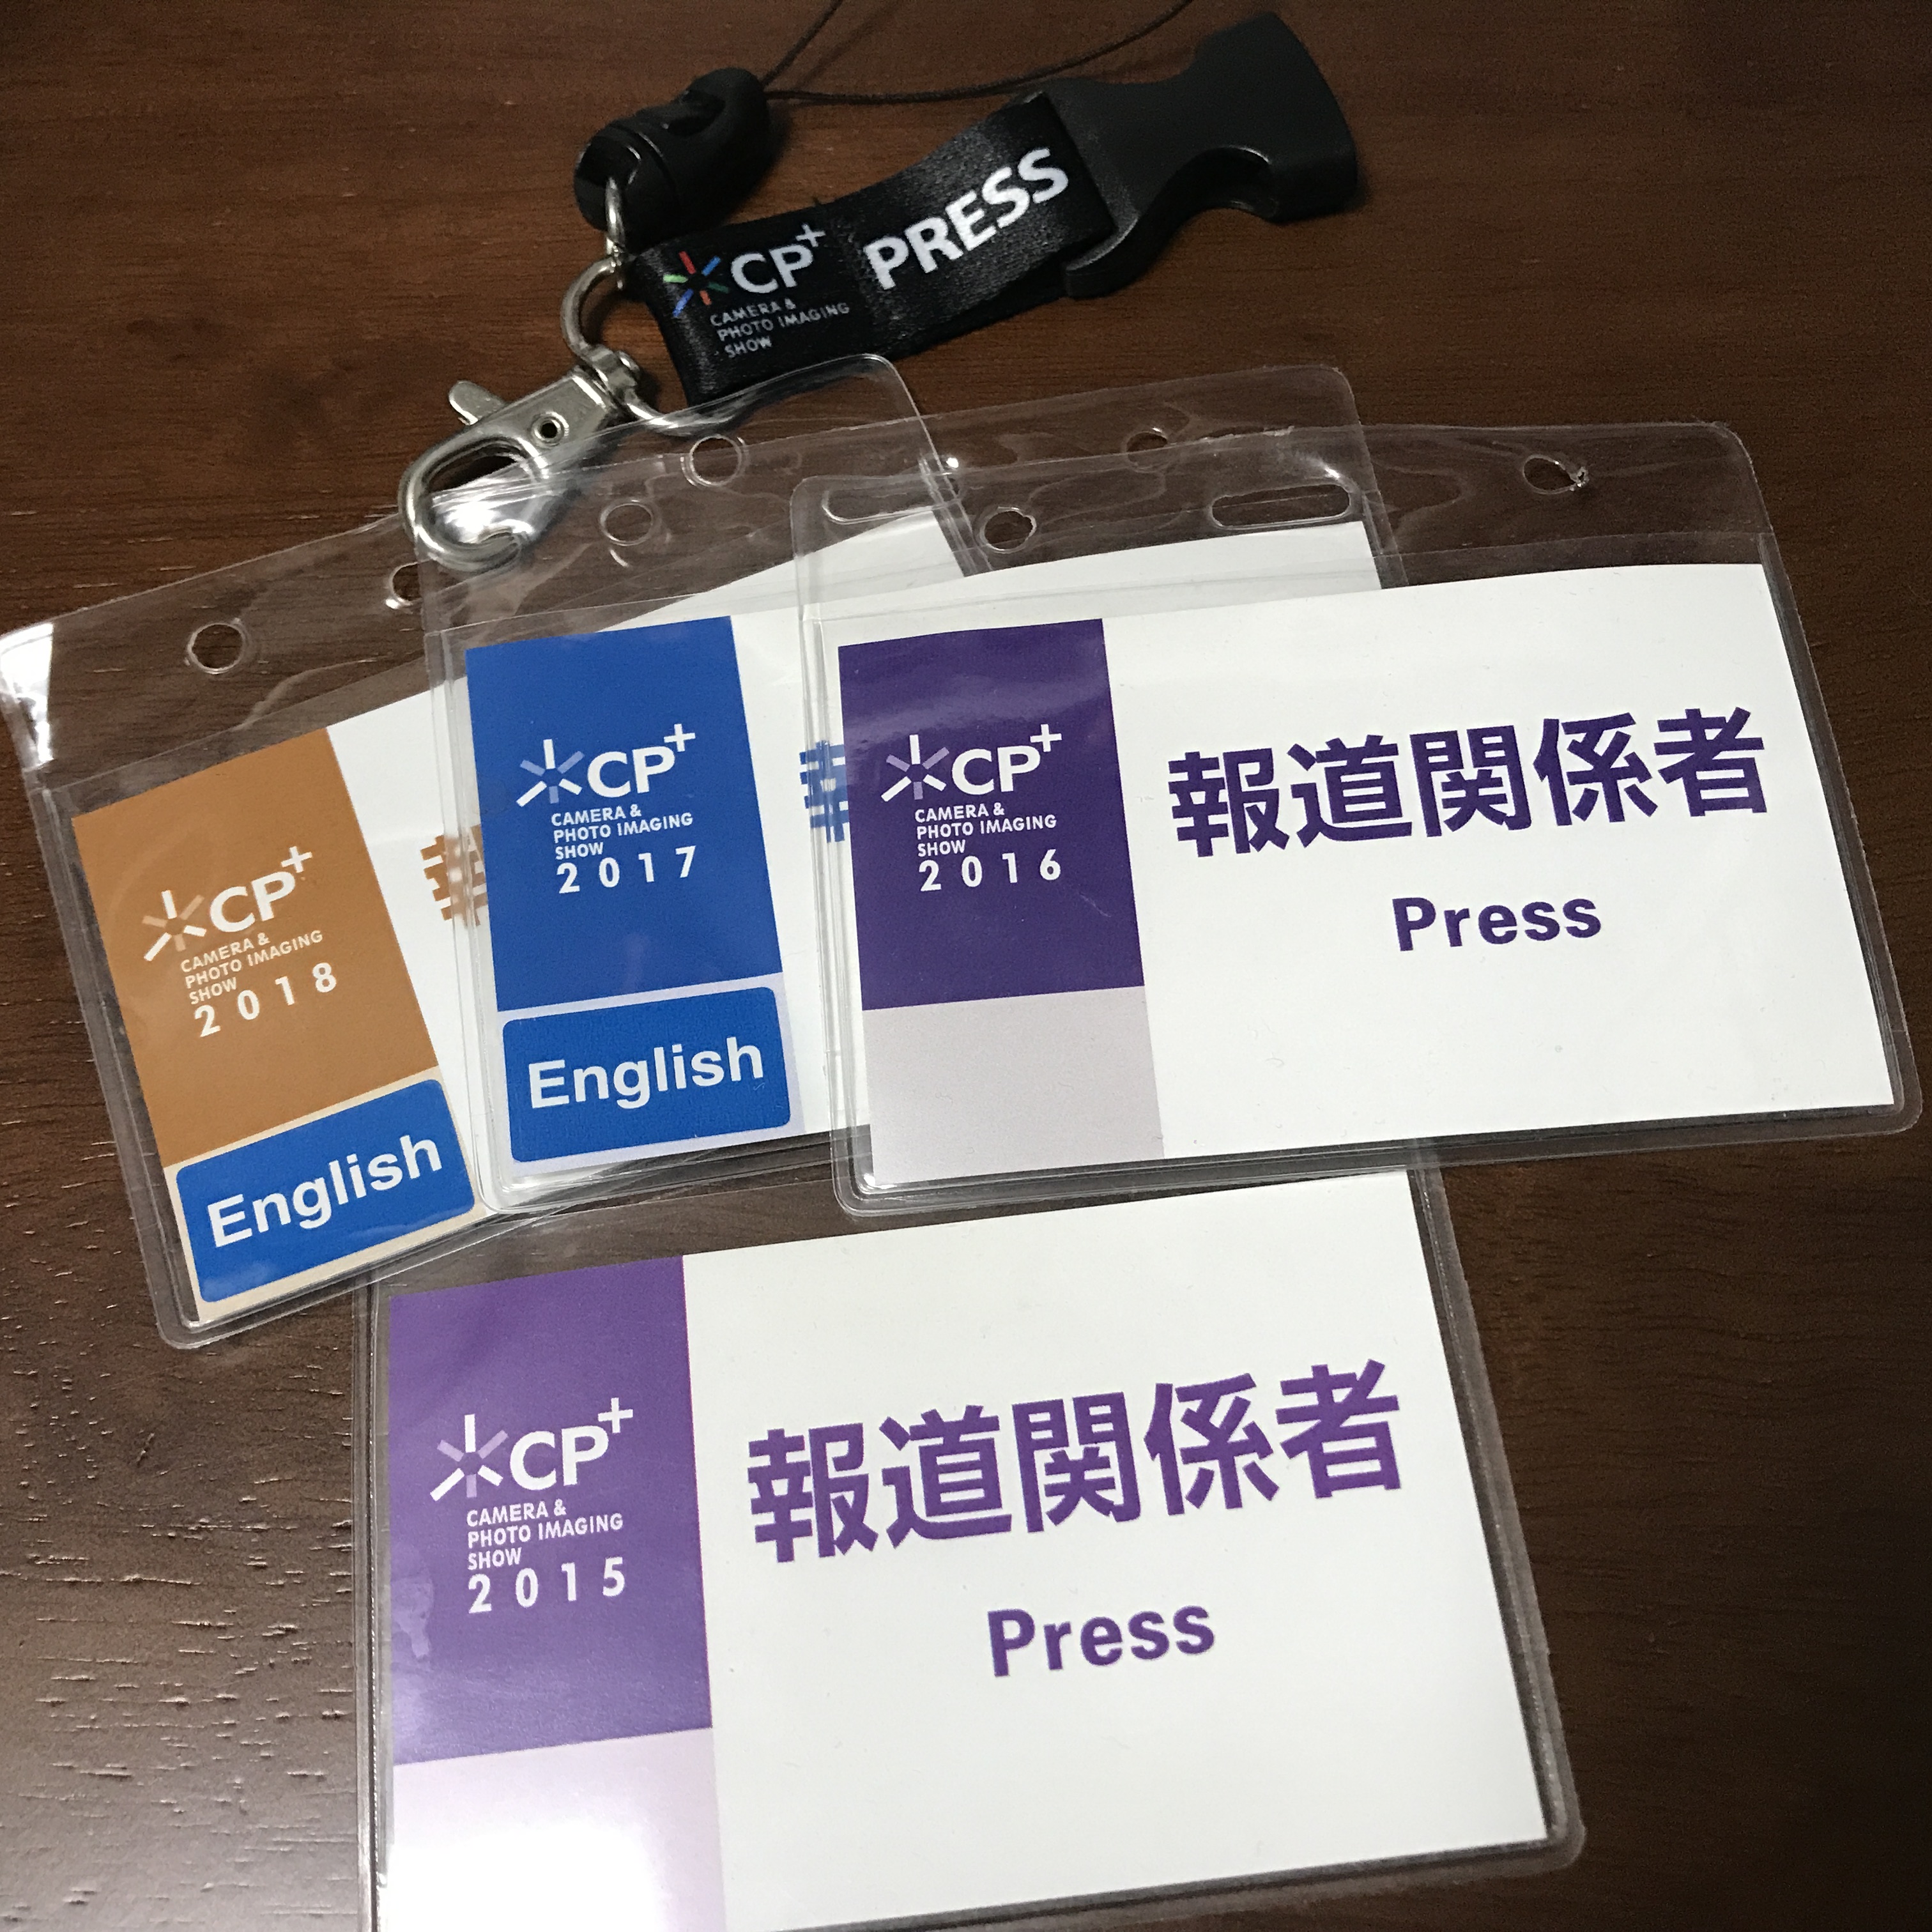 CP+
PRESS
CAMERA &
PHOTO IMAGING
SHOW
CP+
CAMERA &
PHOTO IMAGING
SHOW
2018
English
CP+
CAMERA &
PHOTO IMAGING
SHOW
2017
English
CP+
CAMERA &
PHOTO IMAGING
SHOW
2016
報道関係者
Press
CP+
CAMERA &
PHOTO IMAGING
SHOW
2015
報道関係者
Press